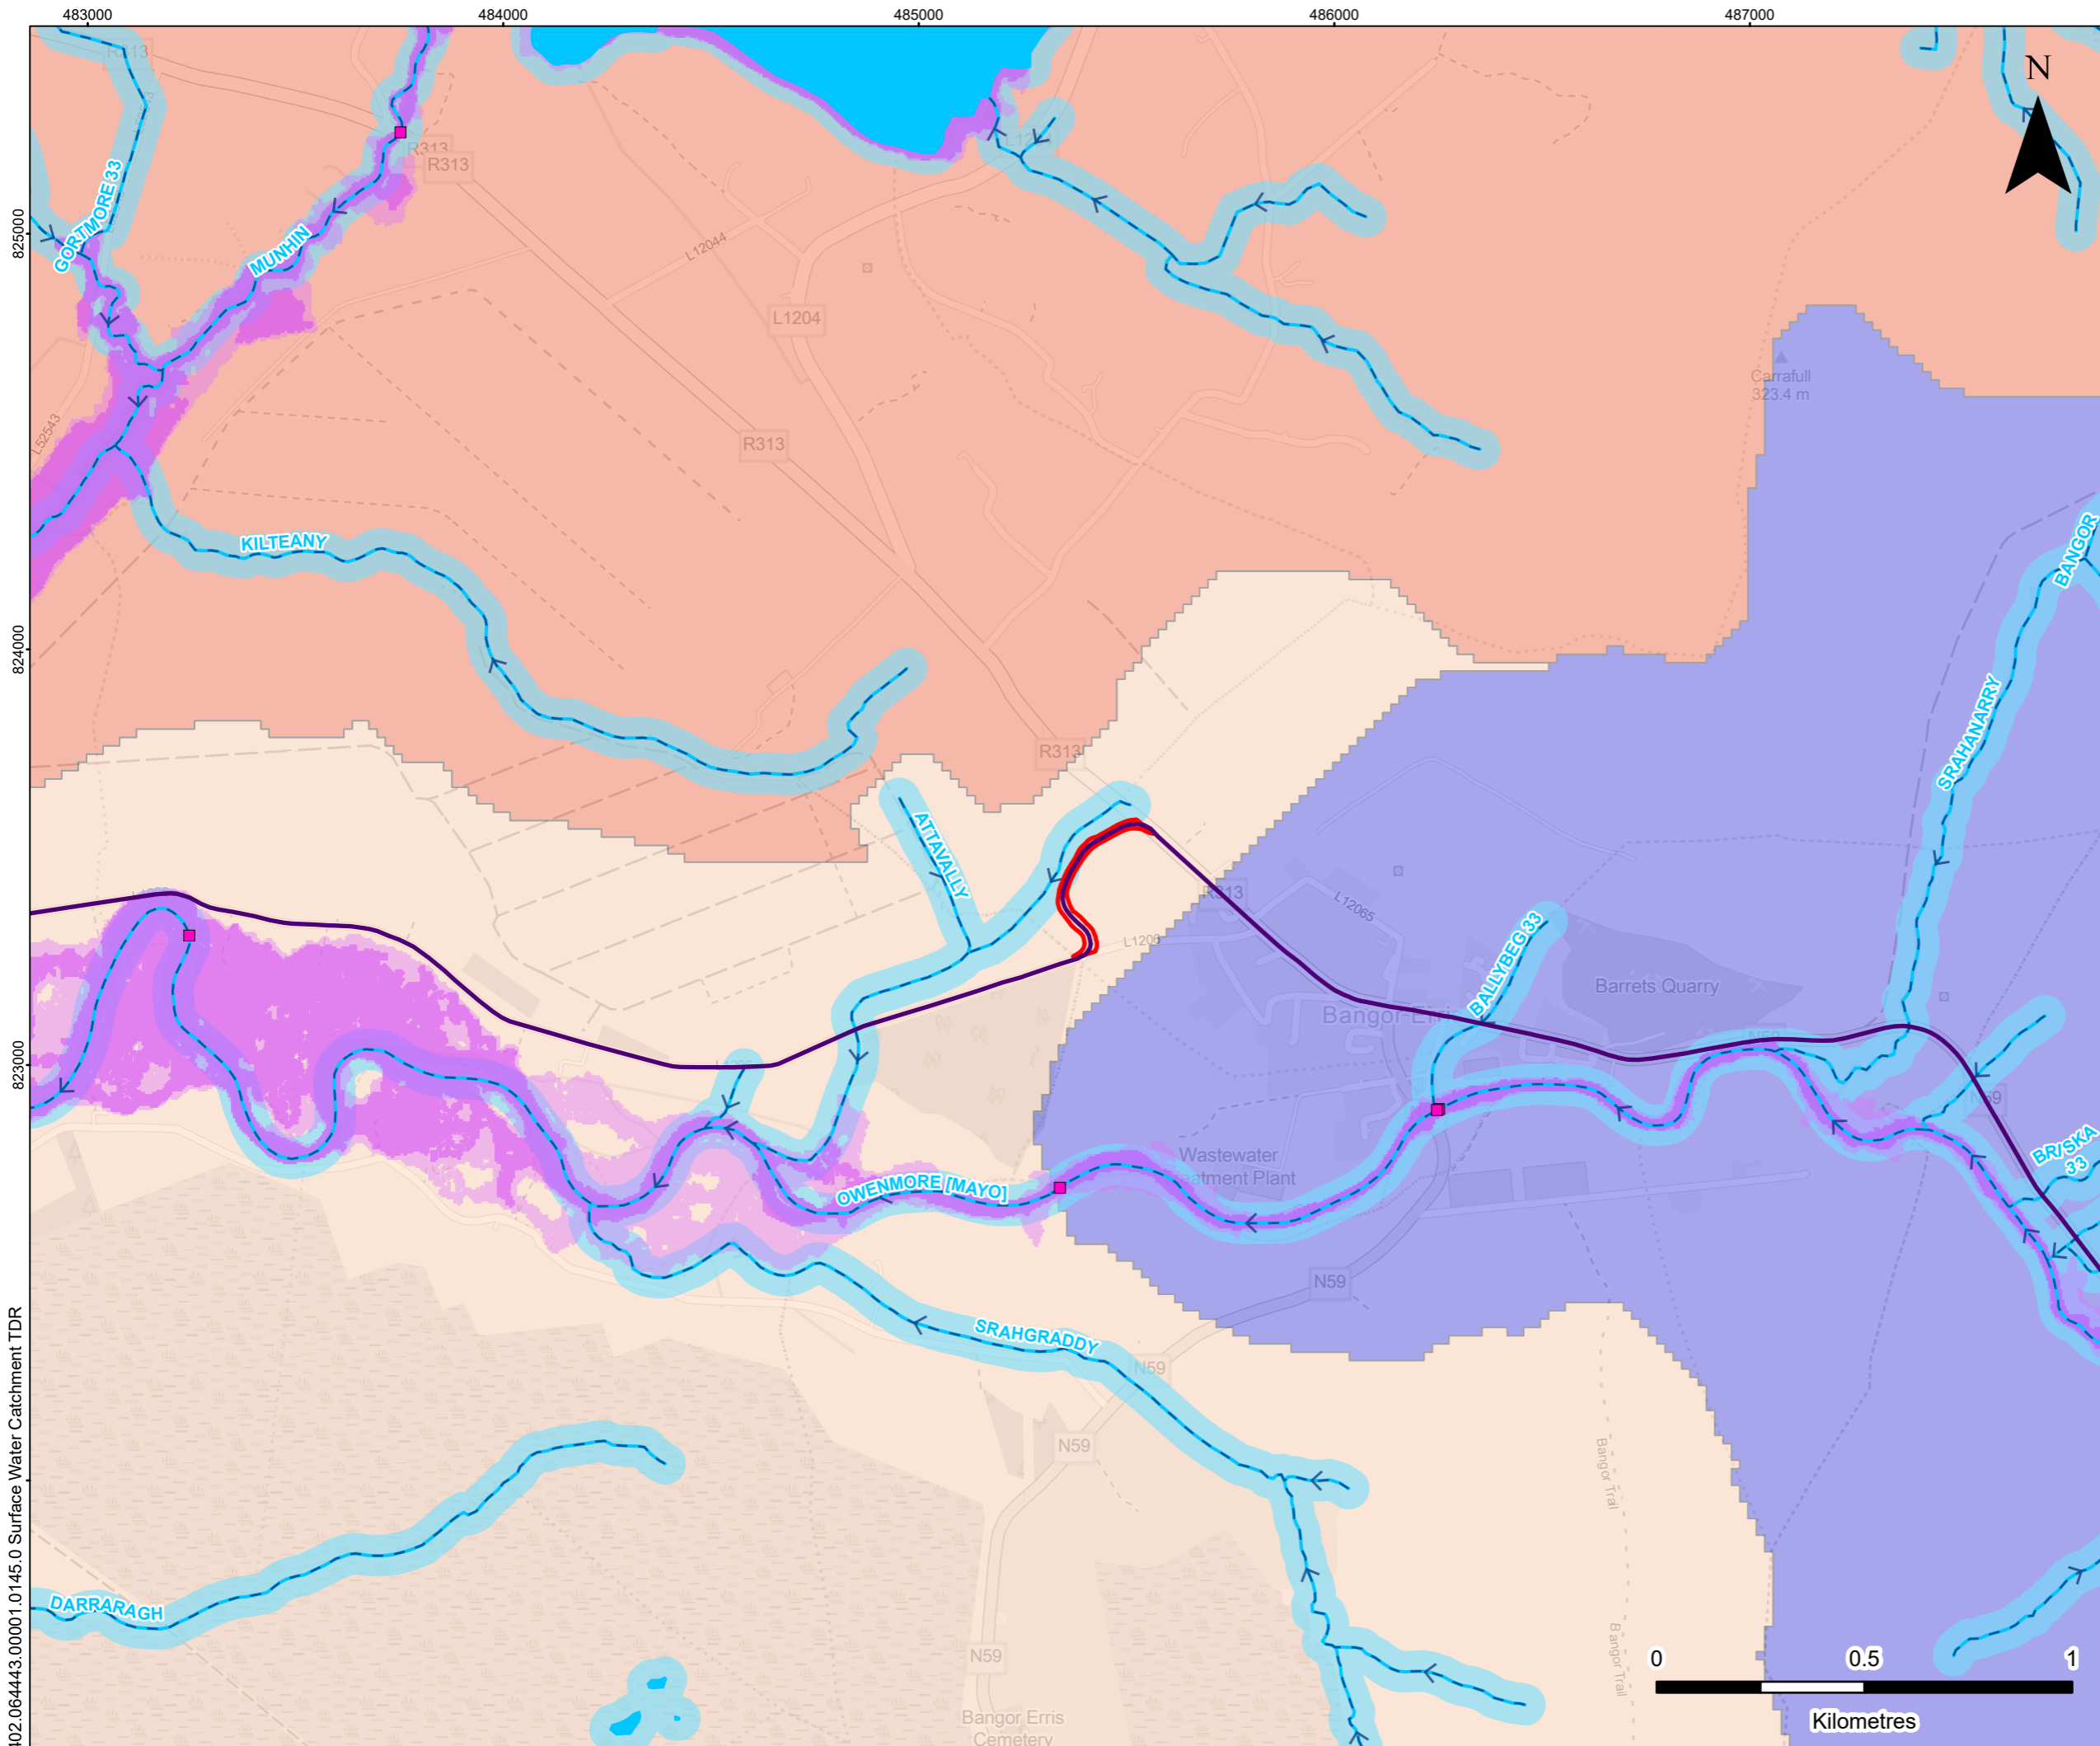 483000
484000
485000
486000
487000
N
R313
R313
R313
L1204
GORTMORE 33
825000
MUNHIN
L12044
L1204
L52543
R313
Carrafull
323.4 m
KILTEANY
BANGOR
824000
SRAHANARRY
R313
ATTAVALLY
R313
L12065
BALLYBEG 33
Barrets Quarry
Bangor-Erris
N59
823000
N59
BRISKA
33
Wastewater
OWENMORE [MAYO]
N59
SRAHGRADDY
N59
N59
Bangor Trail
DARRARAGH
N59
Bangor Trail
Bangor Erris
Cemetery
0
0.5
1
Kilometres
402.064443.00001.0145.0 Surface Water Catchment TDR